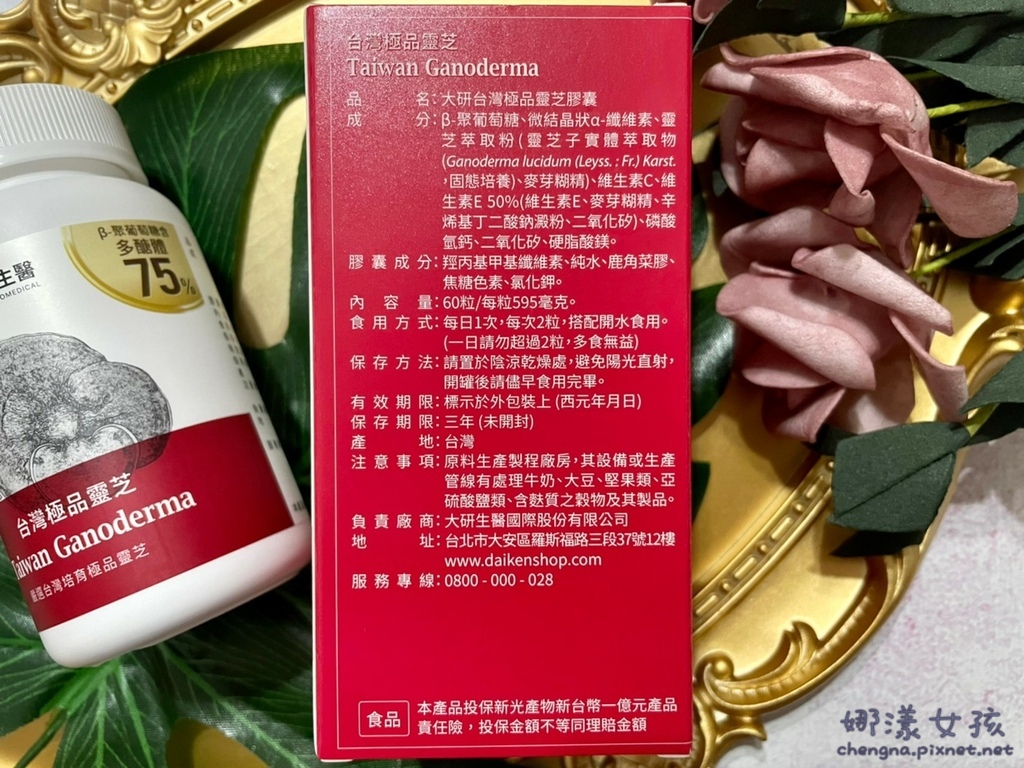 台灣極品靈芝
Taiwan Ganoderma
品名:大研台灣極品靈芝膠囊
成分:β-聚葡萄糖、微結晶狀α-纖維素、靈
芝萃取粉(靈芝子實體萃取物
(Ganoderma lucidum (Leyss. : Fr.) Karst.
,固態培養)、麥芽糊精)、維生素C、維
生素E 50%(維生素E、麥芽糊精、辛
烯基丁二酸鈉澱粉、二氧化矽)、磷酸
氫鈣、二氧化矽、硬脂酸鎂。
膠囊成分:羥丙基甲基纖維素、純水、鹿角菜膠、
焦糖色素、氯化鉀。
內容量:60粒/每粒595毫克。
食用方式:每日1次,每次2粒,搭配開水食用。
(一日請勿超過2粒,多食無益)
保存方法:請置於陰涼乾燥處,避免陽光直射,
開罐後請儘早食用完畢。
有效期限:標示於外包裝上 (西元年月日)
保存期限:三年 (未開封)
產地:台灣
注意事項:原料生產製程廠房,其設備或生產
管線有處理牛奶、大豆、堅果類、亞
硫酸鹽類、含麩質之穀物及其製品。
負責廠商:大研生醫國際股份有限公司
地址:台北市大安區羅斯福路三段37號12樓
www.daikenshop.com
服務專線:0800 - 000 - 028
食品
本產品投保新光產物新台幣一億元產品
責任險,投保金額不等同理賠金額
生醫
OMEDICAL
β-聚葡萄糖含
多醣體
75%
台灣極品靈芝
Taiwan Ganoderma
嚴選台灣培育極品靈芝
娜漾女孩
chengna.pixnet.net